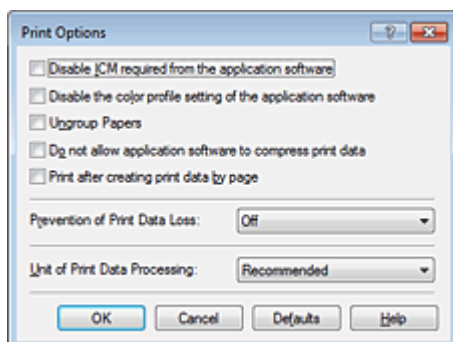 Print Options
Disable ICM required from the application software
Disable the color profile setting of the application software
Ungroup Papers
Do not allow application software to compress print data
Print after creating print data by page
Prevention of Print Data Loss: Off
Unit of Print Data Processing: Recommended
OK Cancel Defaults Help